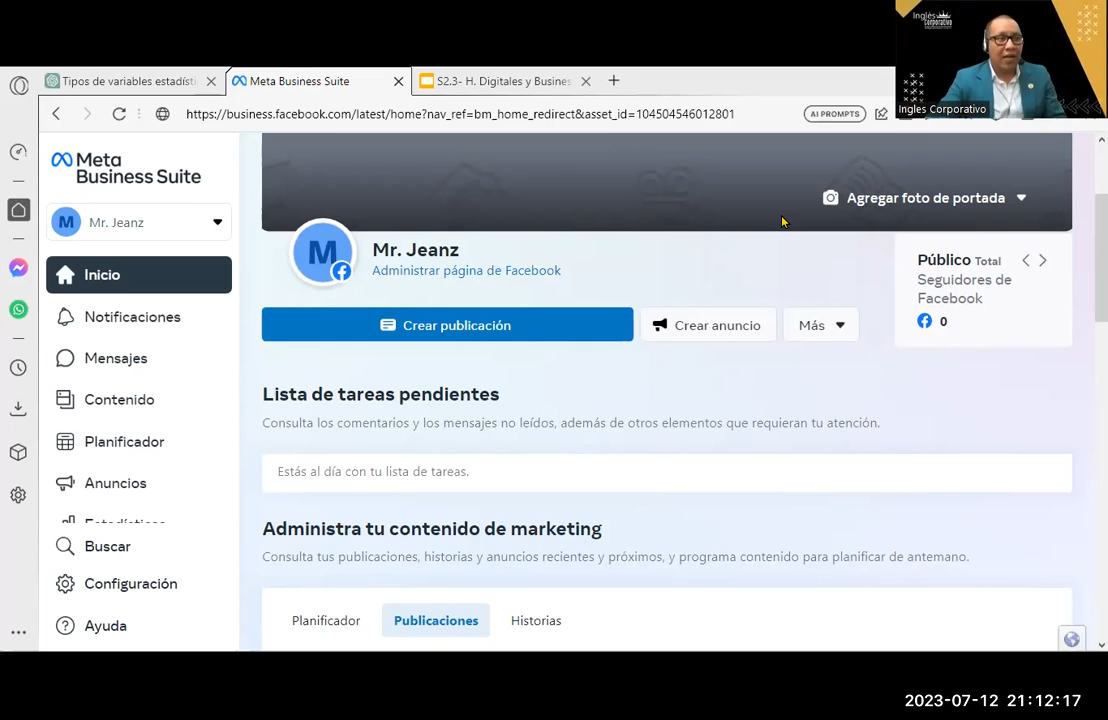 Inglés
corporativo
Ingles Corporativo
Tipos de variables estadísti
Meta Business Suite
S2.3- H. Digitales y Busines
https://business.facebook.com/latest/home?nav_ref=bm_home_redirect&asset_id=104504546012801
AI PROMPTS
Meta
Business Suite
M
Mr. Jeanz
Inicio
Notificaciones
Mensajes
Contenido
Planificador
Anuncios
Estadísticas
Buscar
Configuración
Ayuda
Agregar foto de portada
M
Mr. Jeanz
Administrar página de Facebook
Público Total
Seguidores de
Facebook
0
Crear publicación
Crear anuncio
Más
Lista de tareas pendientes
Consulta los comentarios y los mensajes no leídos, además de otros elementos que requieran tu atención.
Estás al día con tu lista de tareas.
Administra tu contenido de marketing
Consulta tus publicaciones, historias y anuncios recientes y próximos, y programa contenido para planificar de antemano.
Planificador
Publicaciones
Historias
2023-07-12 21:12:17